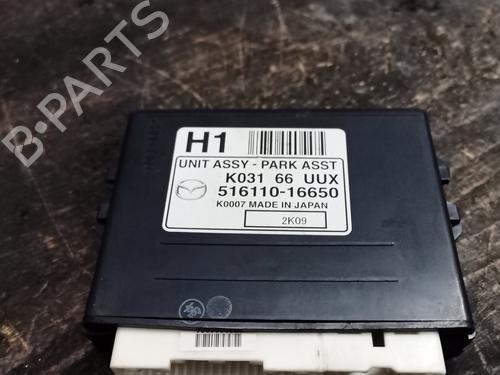 H1
UNIT ASSY - PARK ASST
K031 66 UUX
516110-16650
K0007 MADE IN JAPAN
2K09
B-PARTS